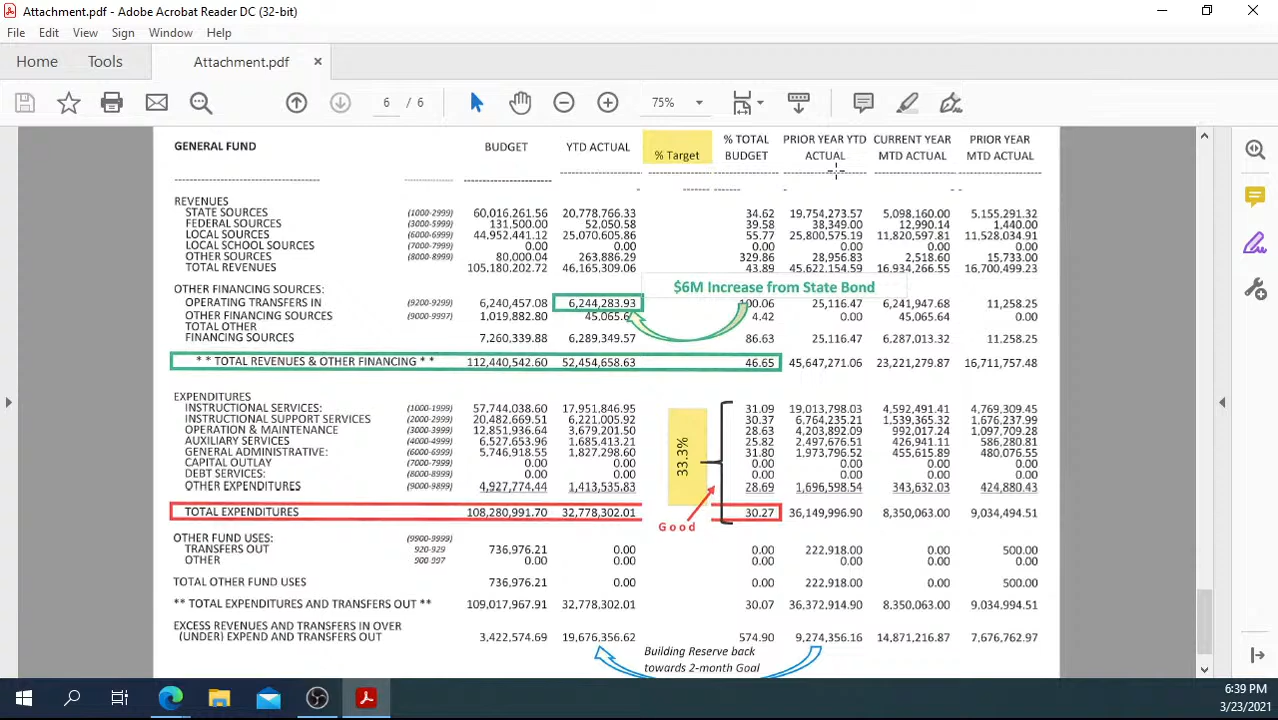 Attachment.pdf - Adobe Acrobat Reader DC (32-bit)
File Edit View Sign Window Help
Home Tools Attachment.pdf ×
6 / 6 75%
GENERAL FUND BUDGET YTD ACTUAL % Target % TOTAL BUDGET PRIOR YEAR YTD ACTUAL CURRENT YEAR MTD ACTUAL PRIOR YEAR MTD ACTUAL
REVENUES
STATE SOURCES (1000-2999) 60,016,261.56 20,778,766.33 34.62 19,754,273.57 5,098,160.00 5,155,291.32
FEDERAL SOURCES (3000-5999) 131,500.00 52,050.58 39.58 38,349.00 12,990.14 1,440.00
LOCAL SOURCES (6000-6999) 44,952,441.12 25,070,605.86 55.77 25,800,575.19 11,820,597.81 11,528,034.91
LOCAL SCHOOL SOURCES (7000-7999) 0.00 0.00 0.00 0.00 0.00 0.00
OTHER SOURCES (8000-8999) 80,000.04 263,886.29 329.86 28,956.83 2,518.60 15,733.00
TOTAL REVENUES 105,180,202.72 46,165,309.06 43.89 45,622,154.59 16,934,266.55 16,700,499.23
$6M Increase from State Bond
OTHER FINANCING SOURCES:
OPERATING TRANSFERS IN (9200-9299) 6,240,457.08 6,244,283.93 100.06 25,116.47 6,241,947.68 11,258.25
OTHER FINANCING SOURCES (9000-9997) 1,019,882.80 45,065.6 4.42 0.00 45,065.64 0.00
TOTAL OTHER
FINANCING SOURCES 7,260,339.88 6,289,349.57 86.63 25,116.47 6,287,013.32 11,258.25
* * TOTAL REVENUES & OTHER FINANCING * * 112,440,542.60 52,454,658.63 46.65 45,647,271.06 23,221,279.87 16,711,757.48
EXPENDITURES
INSTRUCTIONAL SERVICES: (1000-1999) 57,744,038.60 17,951,846.95 31.09 19,013,798.03 4,592,491.41 4,769,309.45
INSTRUCTIONAL SUPPORT SERVICES (2000-2999) 20,482,669.51 6,221,005.92 30.37 6,764,235.21 1,539,365.32 1,676,237.99
OPERATION & MAINTENANCE (3000-3999) 12,851,936.64 3,679,201.50 28.63 4,203,892.09 992,017.24 1,097,709.28
AUXILIARY SERVICES (4000-4999) 6,527,653.96 1,685,413.21 25.82 2,497,676.51 426,941.11 586,280.81
GENERAL ADMINISTRATIVE: (6000-6999) 5,746,918.55 1,827,298.60 31.80 1,973,796.52 455,615.89 480,076.55
CAPITAL OUTLAY (7000-7999) 0.00 0.00 0.00 0.00 0.00 0.00
DEBT SERVICES: (8000-8999) 0.00 0.00 0.00 0.00 0.00 0.00
OTHER EXPENDITURES (9000-9899) 4,927,774.44 1,413,535.83 28.69 1,696,598.54 343,632.03 424,880.43
33.3%
TOTAL EXPENDITURES 108,280,991.70 32,778,302.01 30.27 36,149,996.90 8,350,063.00 9,034,494.51
Good
OTHER FUND USES: (9900-9999)
TRANSFERS OUT 920-929 736,976.21 0.00 0.00 222,918.00 0.00 500.00
OTHER 900-997 0.00 0.00 0.00 0.00 0.00 0.00
TOTAL OTHER FUND USES 736,976.21 0.00 0.00 222,918.00 0.00 500.00
** TOTAL EXPENDITURES AND TRANSFERS OUT ** 109,017,967.91 32,778,302.01 30.07 36,372,914.90 8,350,063.00 9,034,994.51
EXCESS REVENUES AND TRANSFERS IN OVER
(UNDER) EXPEND AND TRANSFERS OUT 3,422,574.69 19,676,356.62 574.90 9,274,356.16 14,871,216.87 7,676,762.97
Building Reserve back
towards 2-month Goal
6:39 PM
3/23/2021